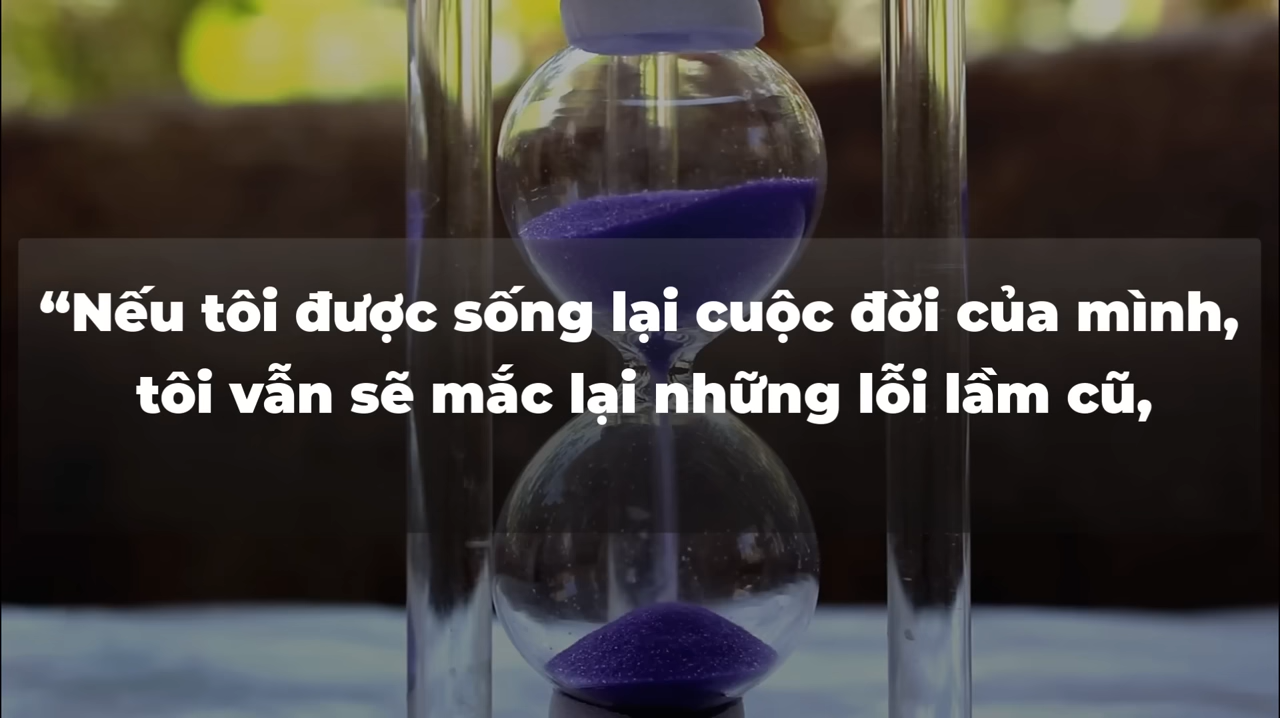 “Nếu tôi được sống lại cuộc đời của mình,
tôi vẫn sẽ mắc lại những lỗi lầm cũ,